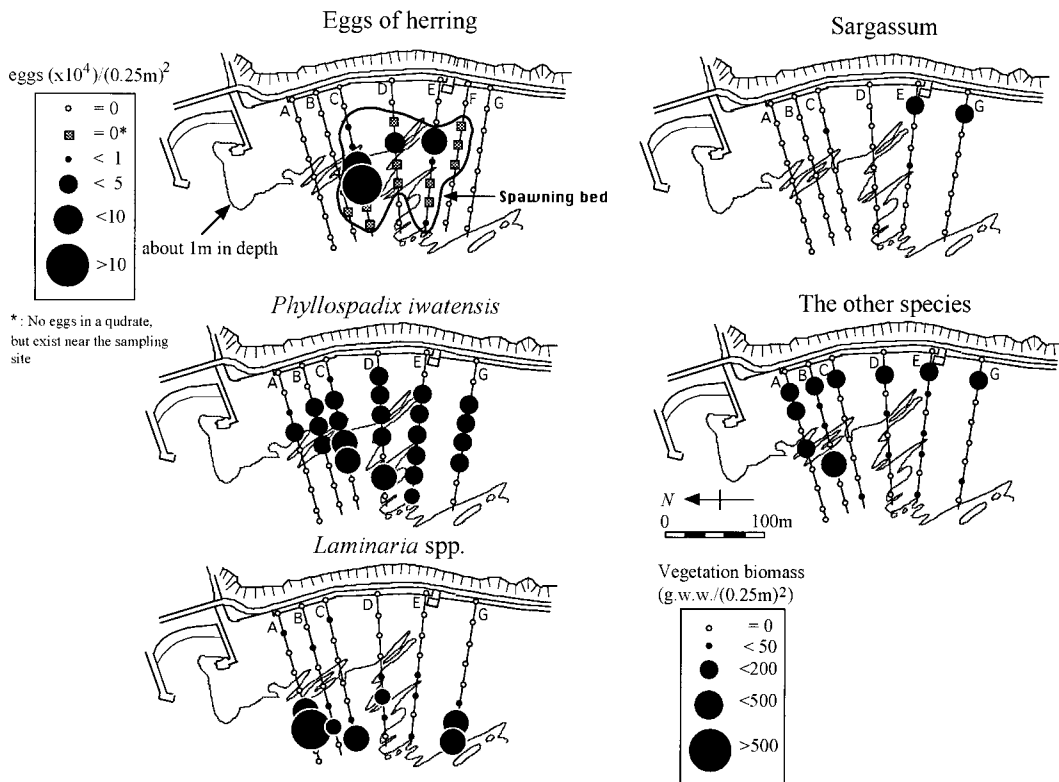 Eggs of herring
eggs (x10⁴)/(0.25m)²
= 0
= 0*
< 1
< 5
<10
>10
* : No eggs in a qudrate,
but exist near the sampling
site
A
B
C
D
E
F
G
Spawning bed
about 1m in depth
Sargassum
A
B
C
D
E
G
Phyllospadix iwatensis
A
B
C
D
E
G
The other species
A
B
C
D
E
G
N
0 100m
Laminaria spp.
A
B
C
D
E
G
Vegetation biomass
(g.w.w./(0.25m)²)
= 0
< 50
<200
<500
>500